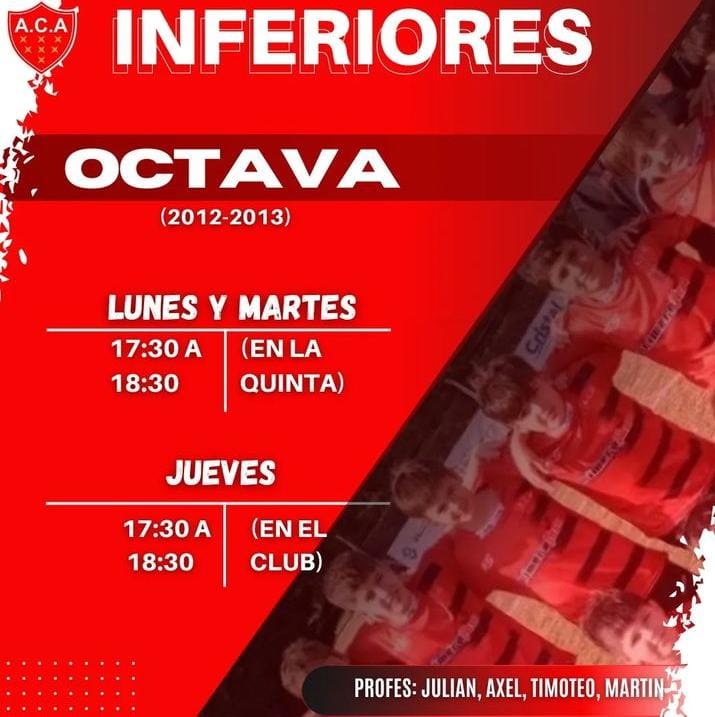 A.C.A
INFERIORES
OCTAVA
(2012-2013)
LUNES Y MARTES
17:30 A
18:30
(EN LA
QUINTA)
JUEVES
17:30 A
18:30
(EN EL
CLUB)
Cristal
PROFES: JULIAN, AXEL, TIMOTEO, MARTIN